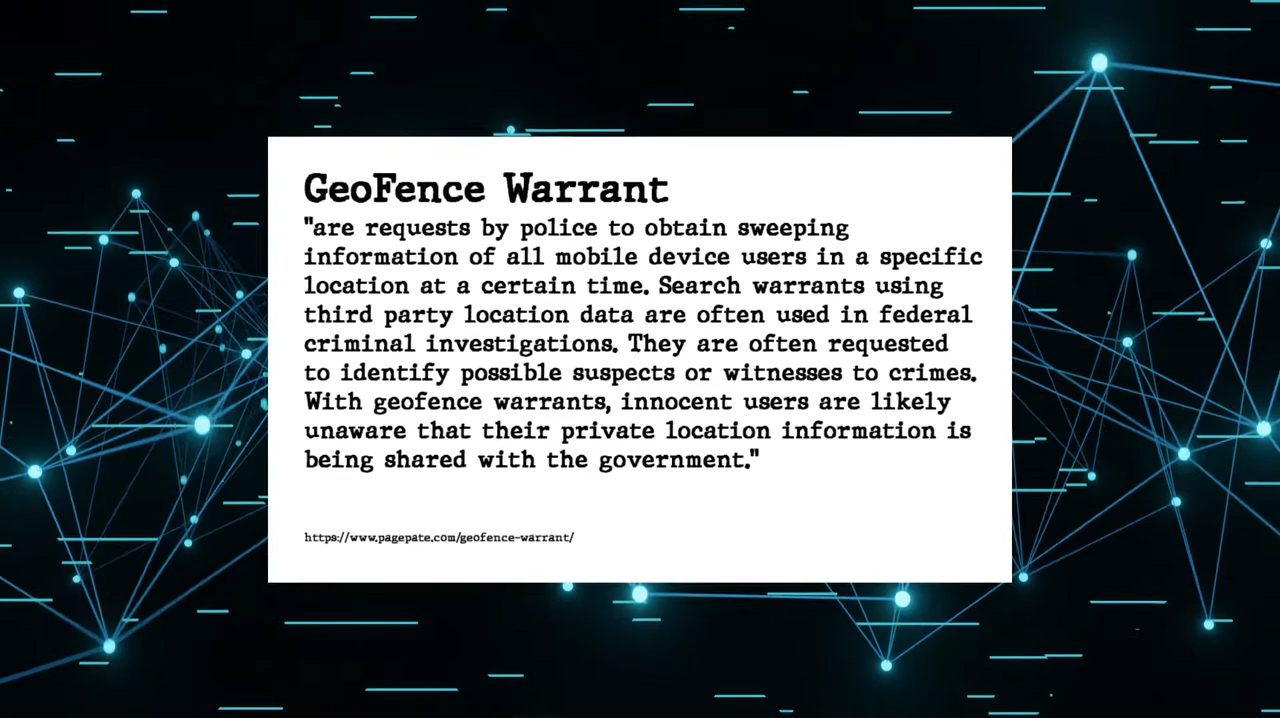 GeoFence Warrant
"are requests by police to obtain sweeping
information of all mobile device users in a specific
location at a certain time. Search warrants using
third party location data are often used in federal
criminal investigations. They are often requested
to identify possible suspects or witnesses to crimes.
With geofence warrants, innocent users are likely
unaware that their private location information is
being shared with the government."
https://www.pagepate.com/geofence-warrant/